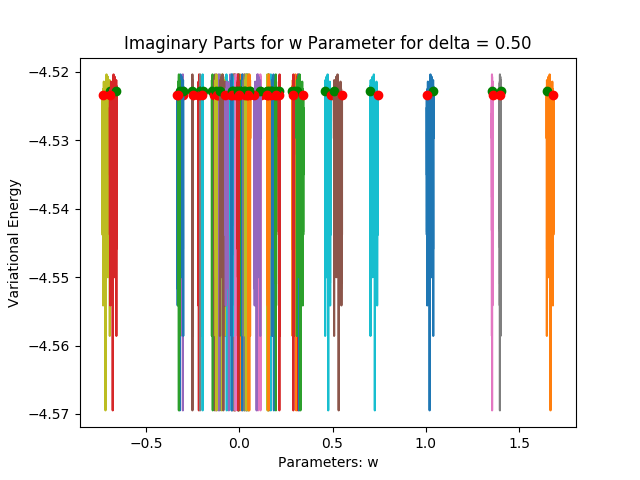 Imaginary Parts for w Parameter for delta = 0.50
−4.52
−4.53
−4.54
−4.55
−4.56
−4.57
Variational Energy
−0.5 0.0 0.5 1.0 1.5
Parameters: w